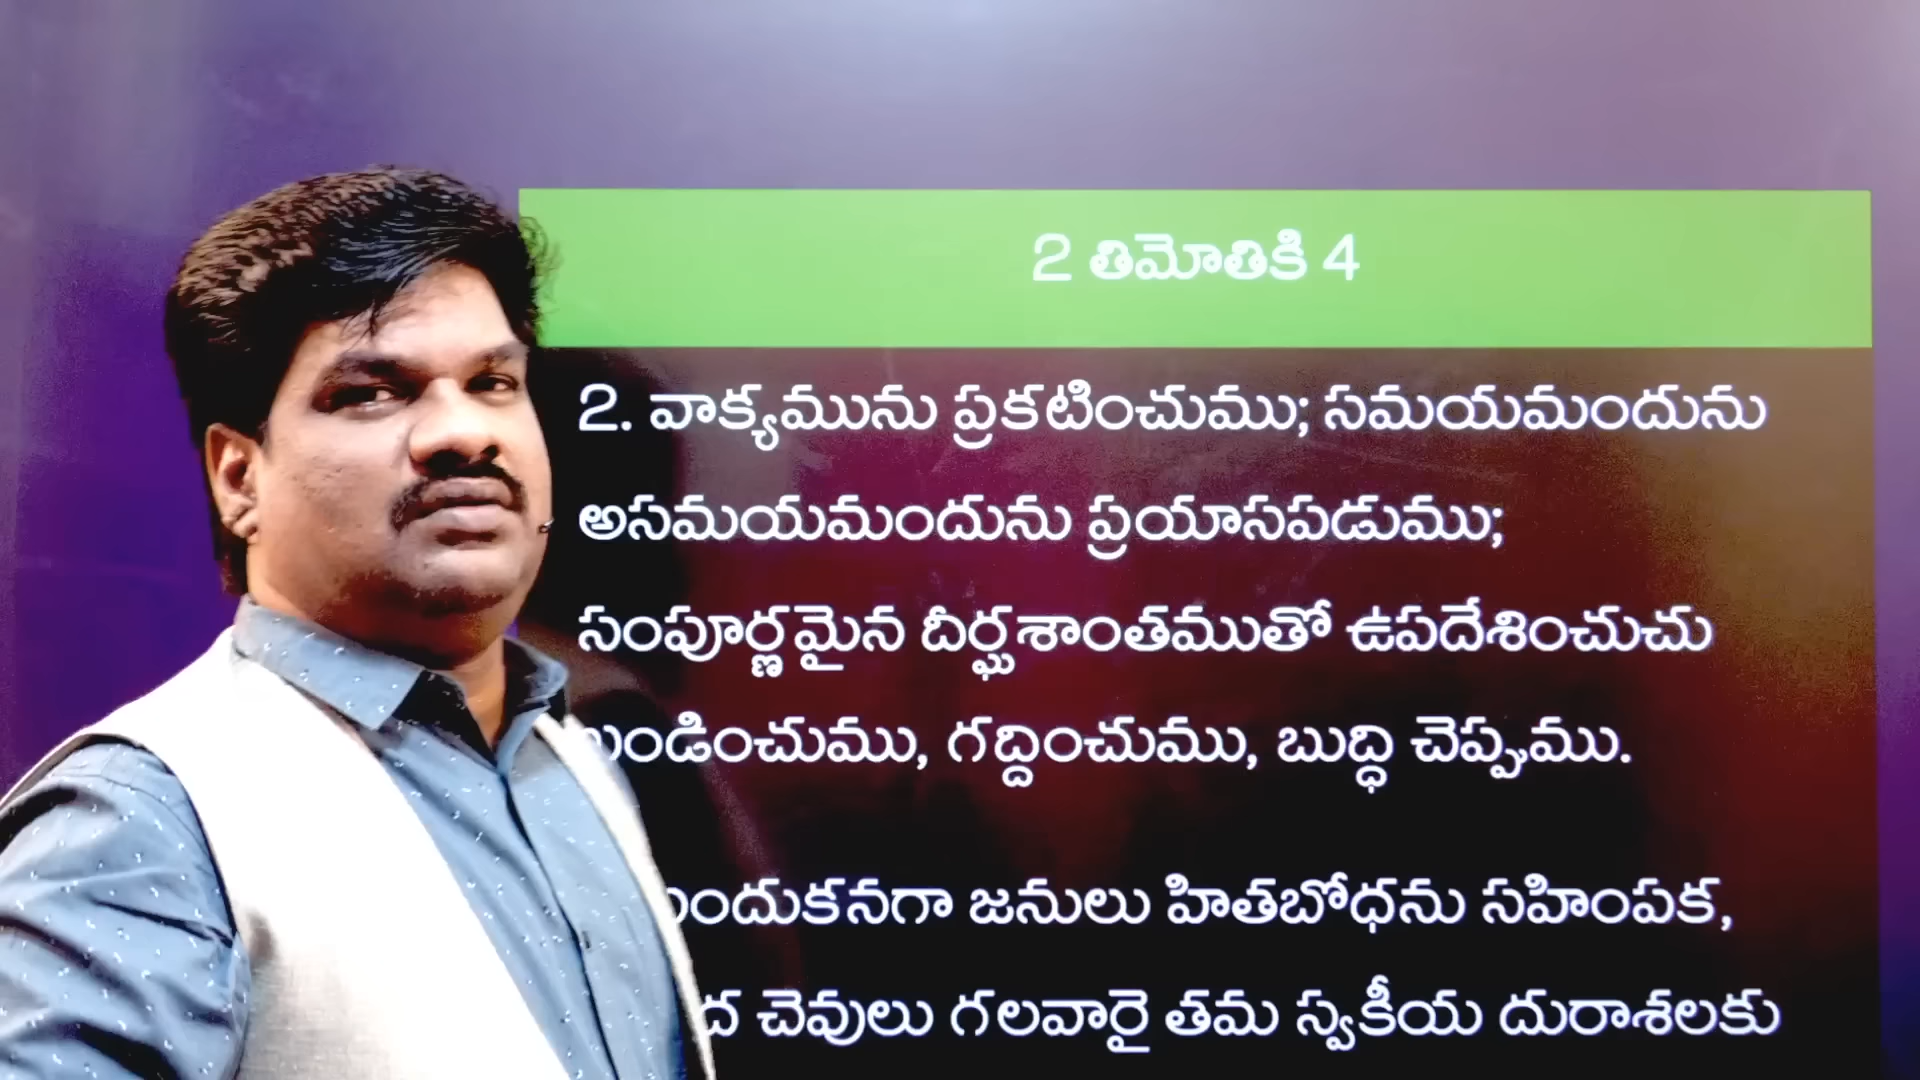 2 తిమోతికి 4
2. వాక్యమును ప్రకటించుము; సమయమందును
అసమయమందును ప్రయాసపడుము;
సంపూర్ణమైన దీర్ఘశాంతముతో ఉపదేశించుచు
ఖండించుము, గద్దించుము, బుద్ధి చెప్పుము.
జనులు హితబోధను సహింపక,
చెవులు గలవారై తమ స్వకీయ దురాశలకు